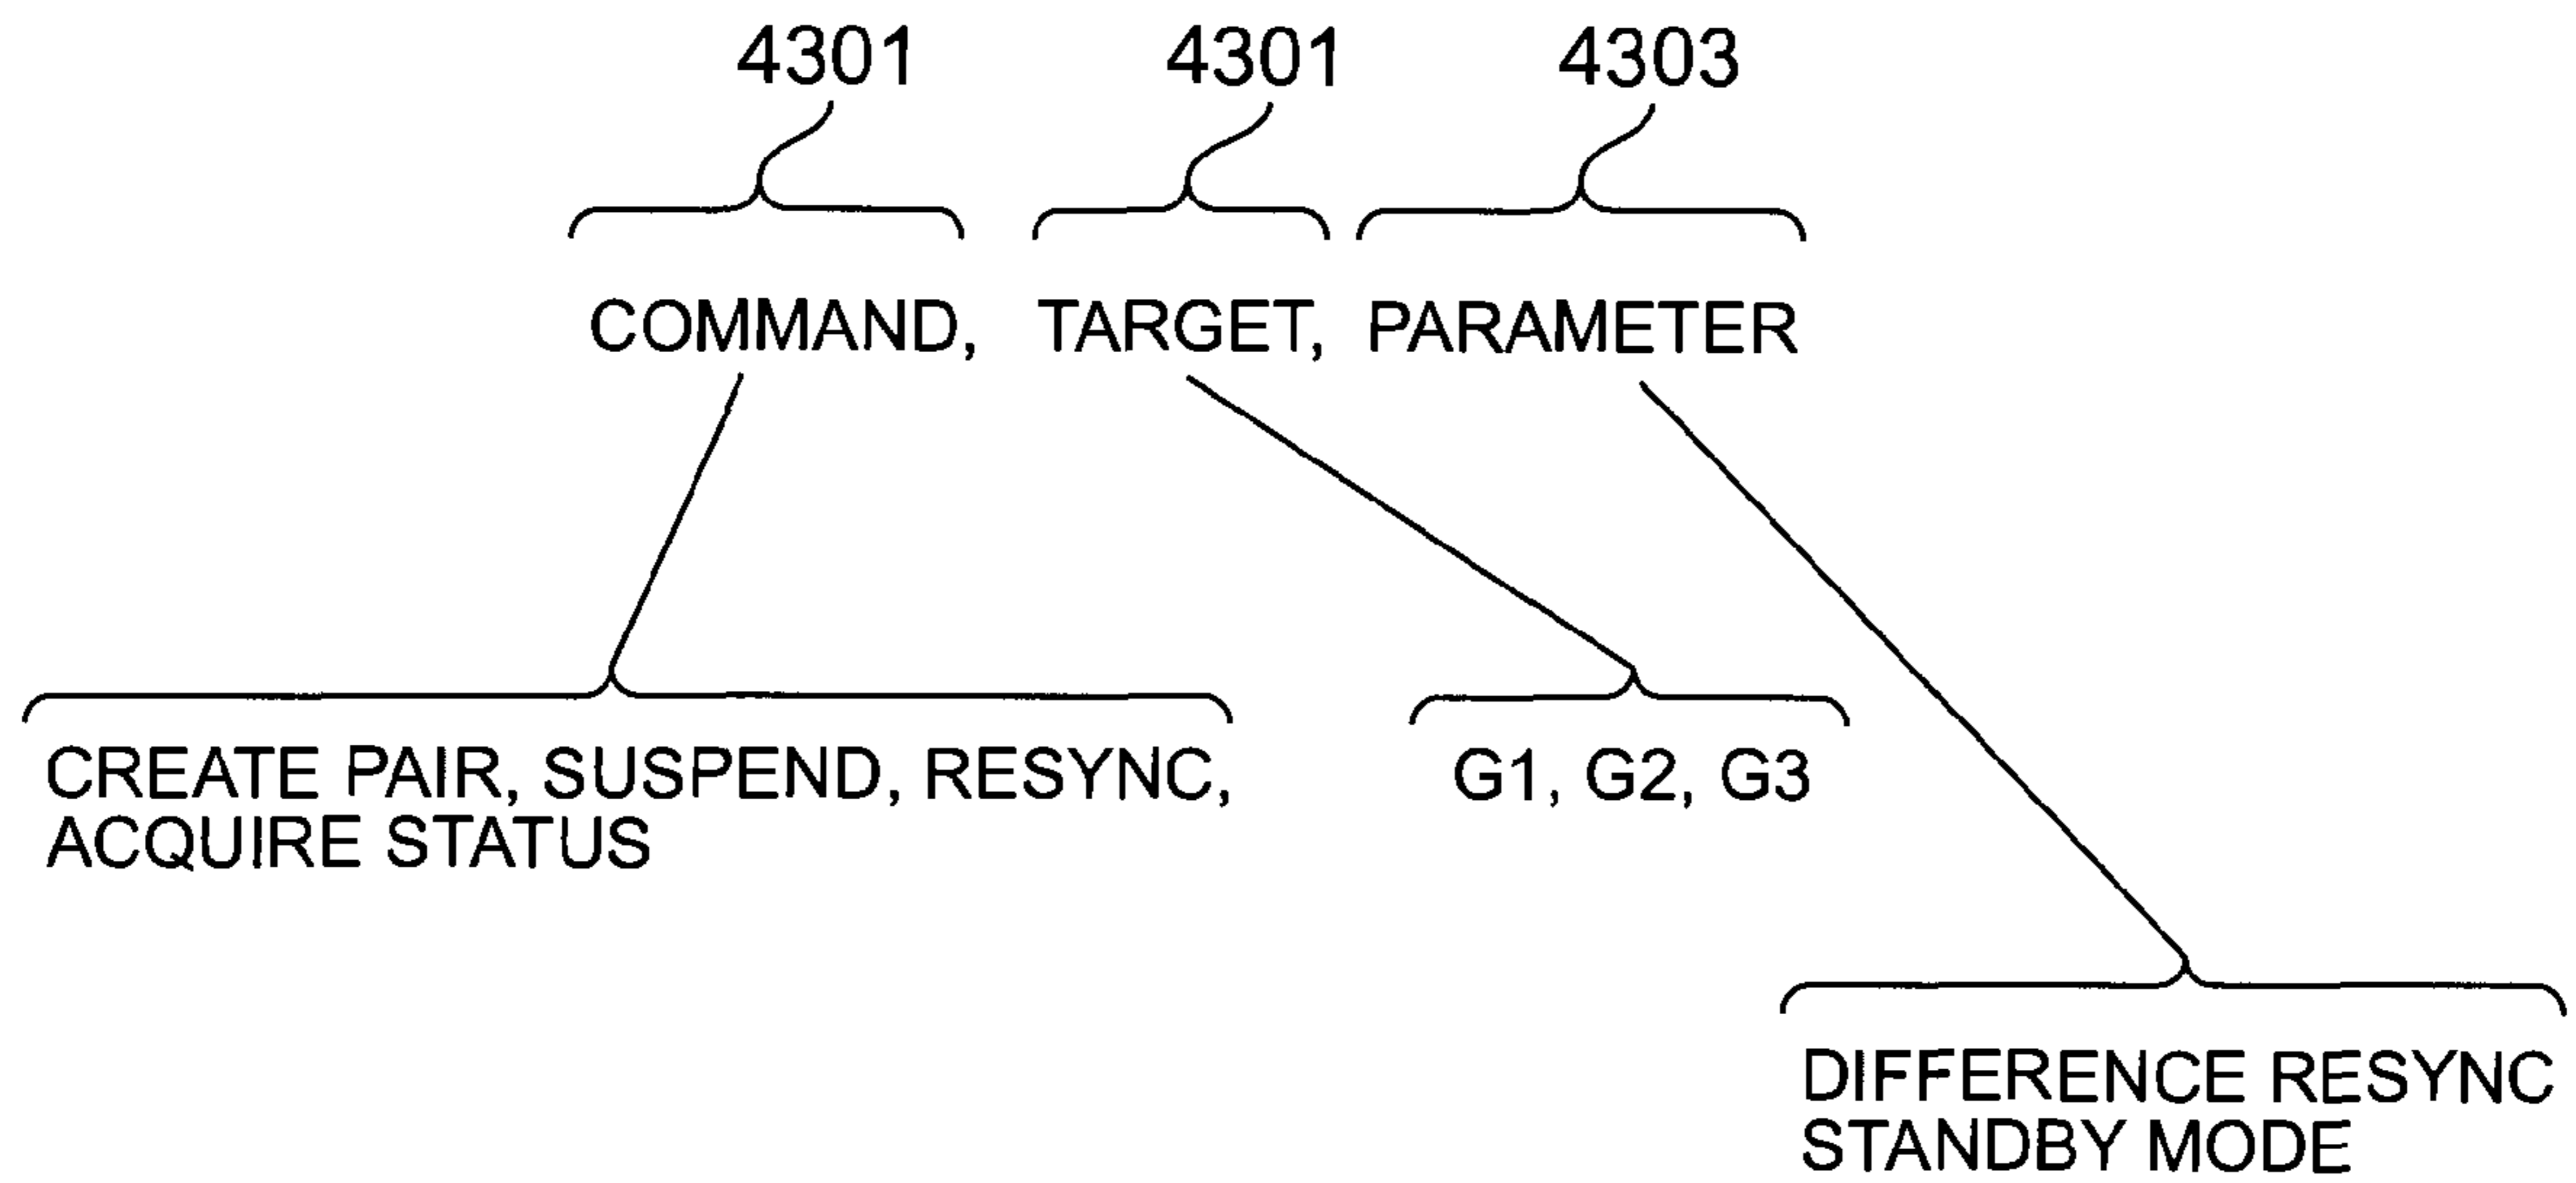 4301 4301 4303
COMMAND, TARGET, PARAMETER
CREATE PAIR, SUSPEND, RESYNC,
ACQUIRE STATUS
G1, G2, G3
DIFFERENCE RESYNC
STANDBY MODE